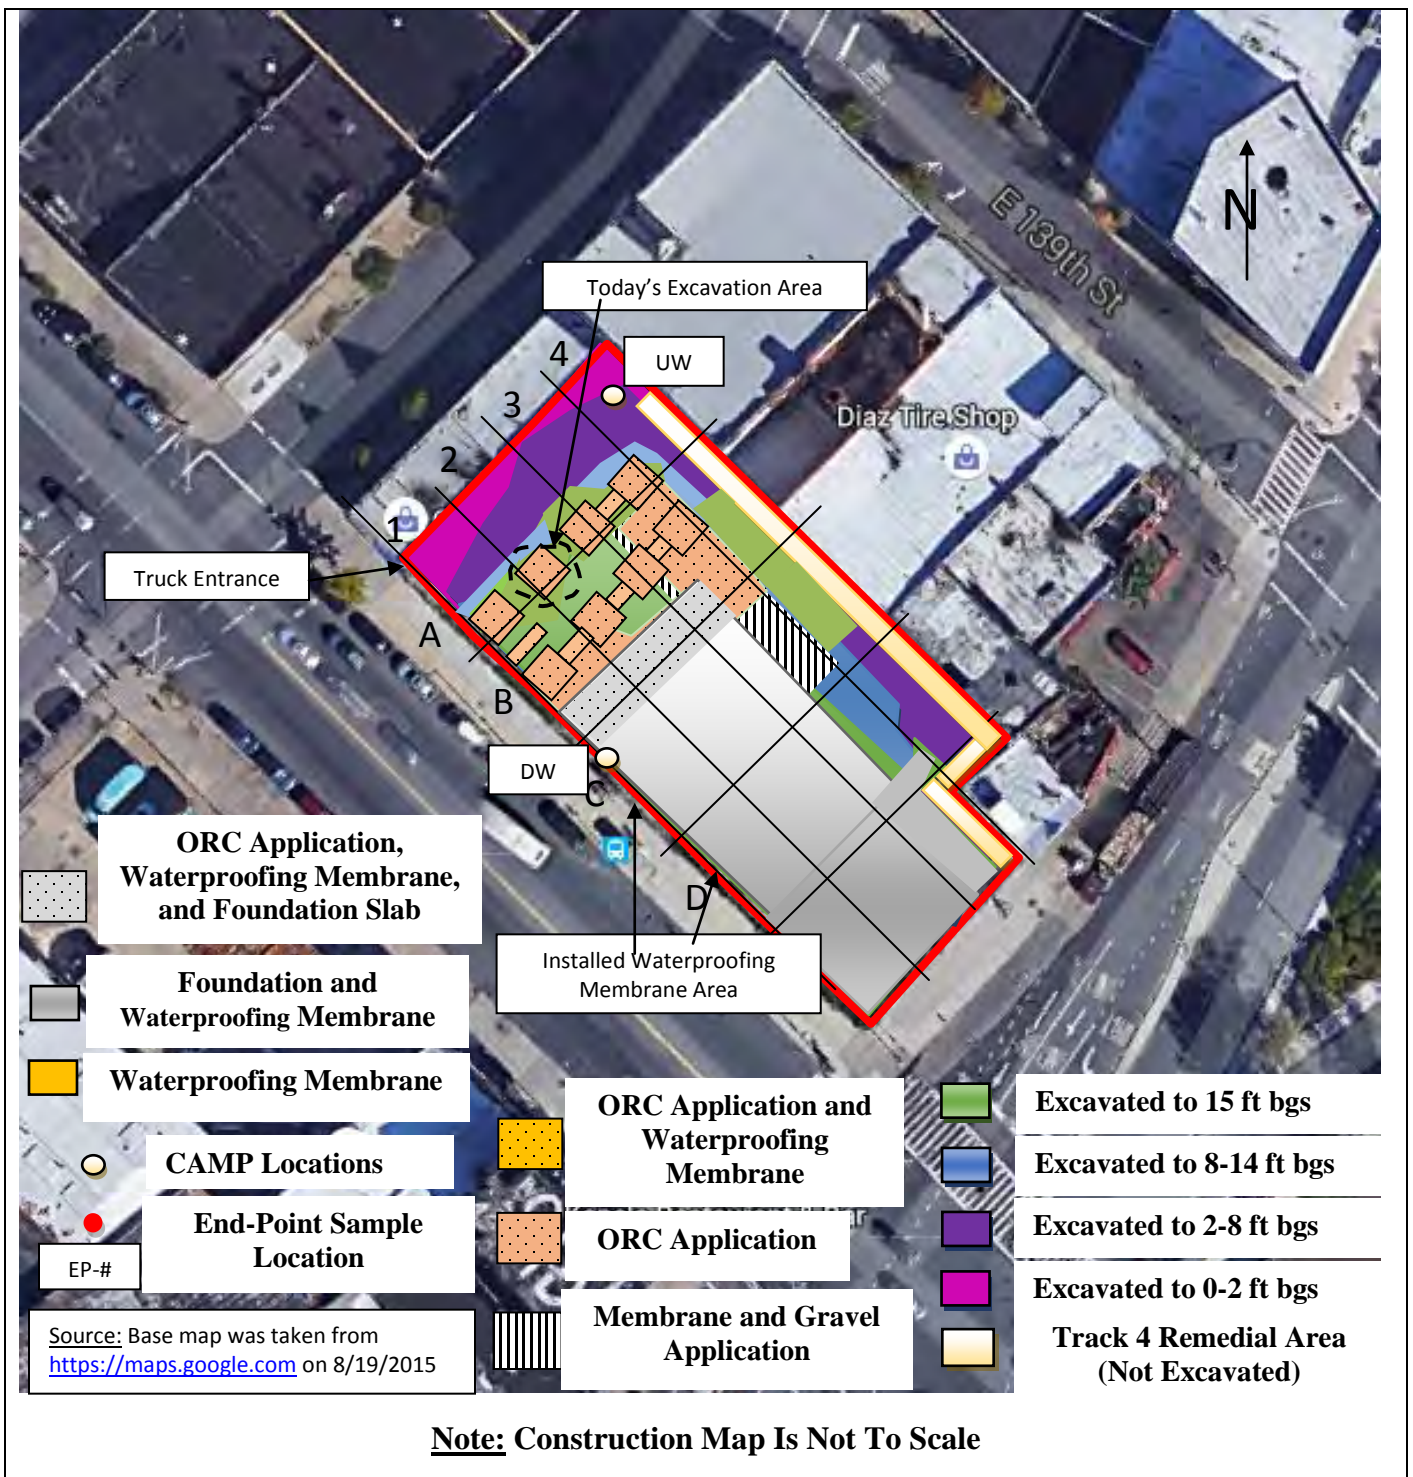 E 139th St
N
Today's Excavation Area
4
UW
3
Diaz Tire Shop
2
1
Truck Entrance
A
B
DW
C
D
Installed Waterproofing
Membrane Area
ORC Application,
Waterproofing Membrane,
and Foundation Slab
Foundation and
Waterproofing Membrane
Waterproofing Membrane
CAMP Locations
End-Point Sample
Location
EP-#
Source: Base map was taken from
https://maps.google.com on 8/19/2015
ORC Application and
Waterproofing
Membrane
ORC Application
Membrane and Gravel
Application
Excavated to 15 ft bgs
Excavated to 8-14 ft bgs
Excavated to 2-8 ft bgs
Excavated to 0-2 ft bgs
Track 4 Remedial Area
(Not Excavated)
Note: Construction Map Is Not To Scale